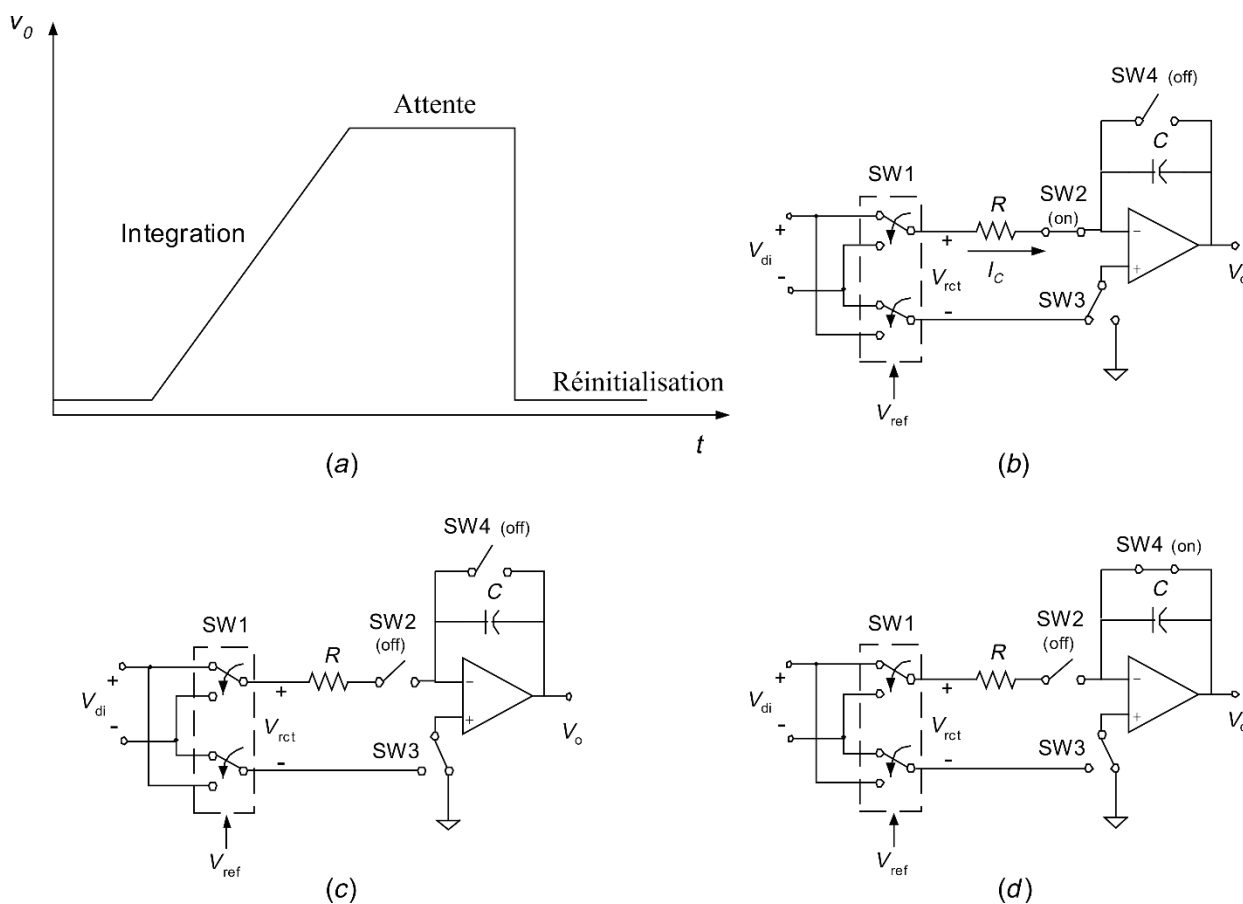 v0
Attente
Integration
Réinitialisation
t
(a)
SW4 (off)
C
SW1
R
SW2
(on)
+
-
Vdi
+
Vrct
-
IC
−
+
SW3
Vref
(b)
SW4 (off)
C
SW1
R
SW2
(off)
+
-
Vdi
+
Vrct
-
−
+
Vo
SW3
Vref
(c)
SW4 (on)
C
SW1
R
SW2
(off)
+
-
Vdi
+
Vrct
-
−
+
SW3
Vref
(d)